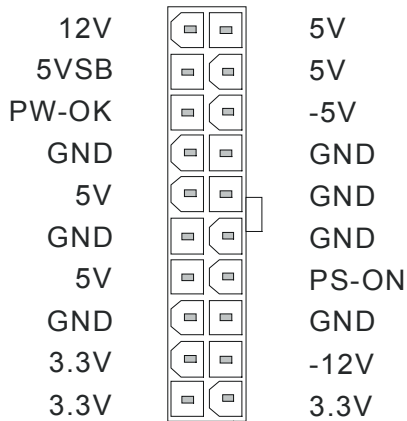 12V 5V
5VSB 5V
PW-OK -5V
GND GND
5V GND
GND GND
5V PS-ON
GND GND
3.3V -12V
3.3V 3.3V